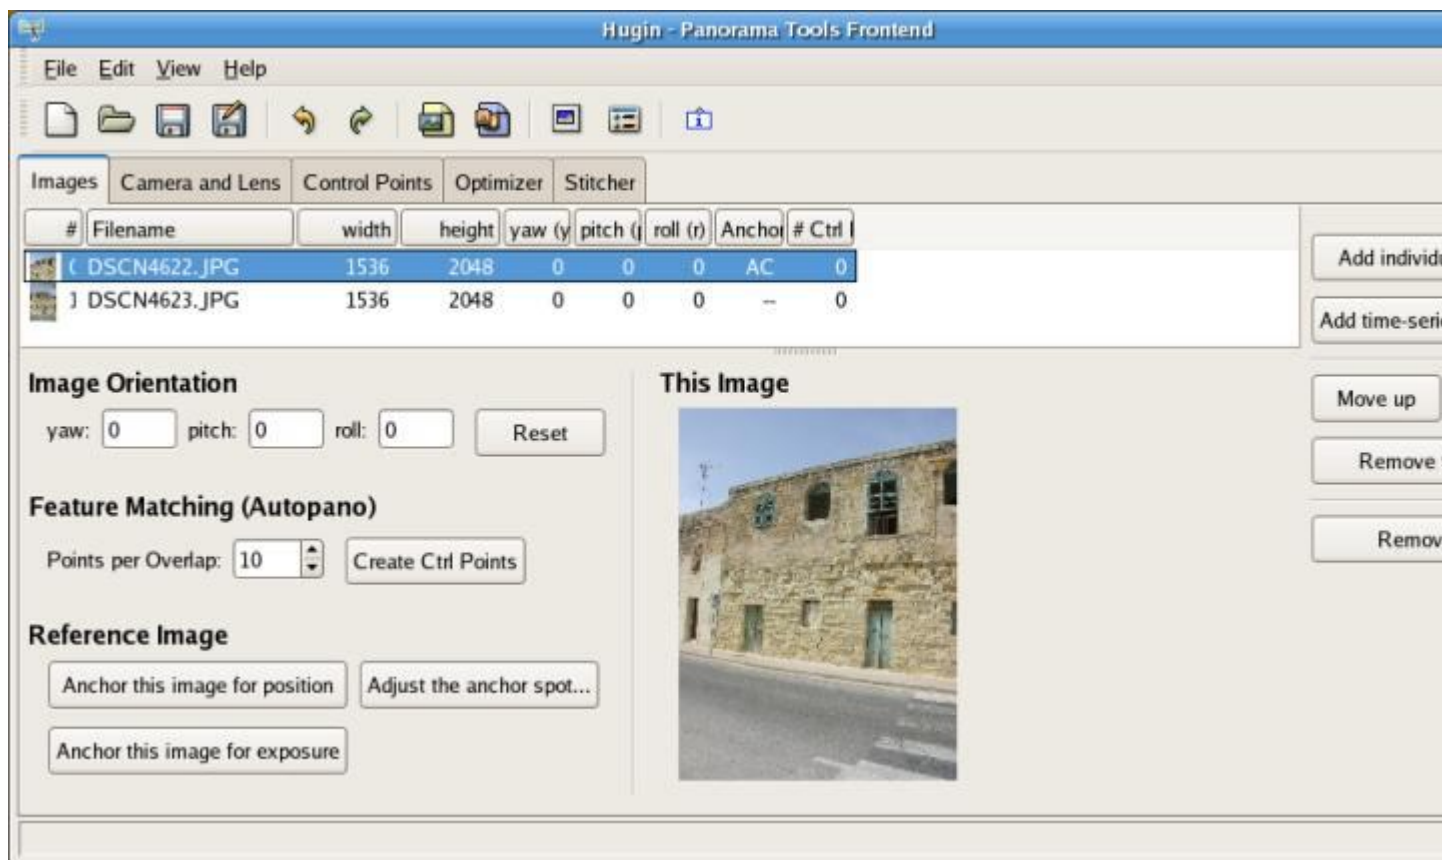 Hugin - Panorama Tools Frontend
File Edit View Help
Images Camera and Lens Control Points Optimizer Stitcher
# Filename width height yaw (y pitch ( roll (r) Anchor # Ctrl
DSCN4622.JPG 1536 2048 0 0 0 AC 0
1 DSCN4623.JPG 1536 2048 0 0 0 -- 0
Add individu
Add time-serie
Move up
Remove
Remov
Image Orientation
yaw: 0 pitch: 0 roll: 0 Reset
Feature Matching (Autopano)
Points per Overlap: 10 Create Ctrl Points
Reference Image
Anchor this image for position Adjust the anchor spot...
Anchor this image for exposure
This Image